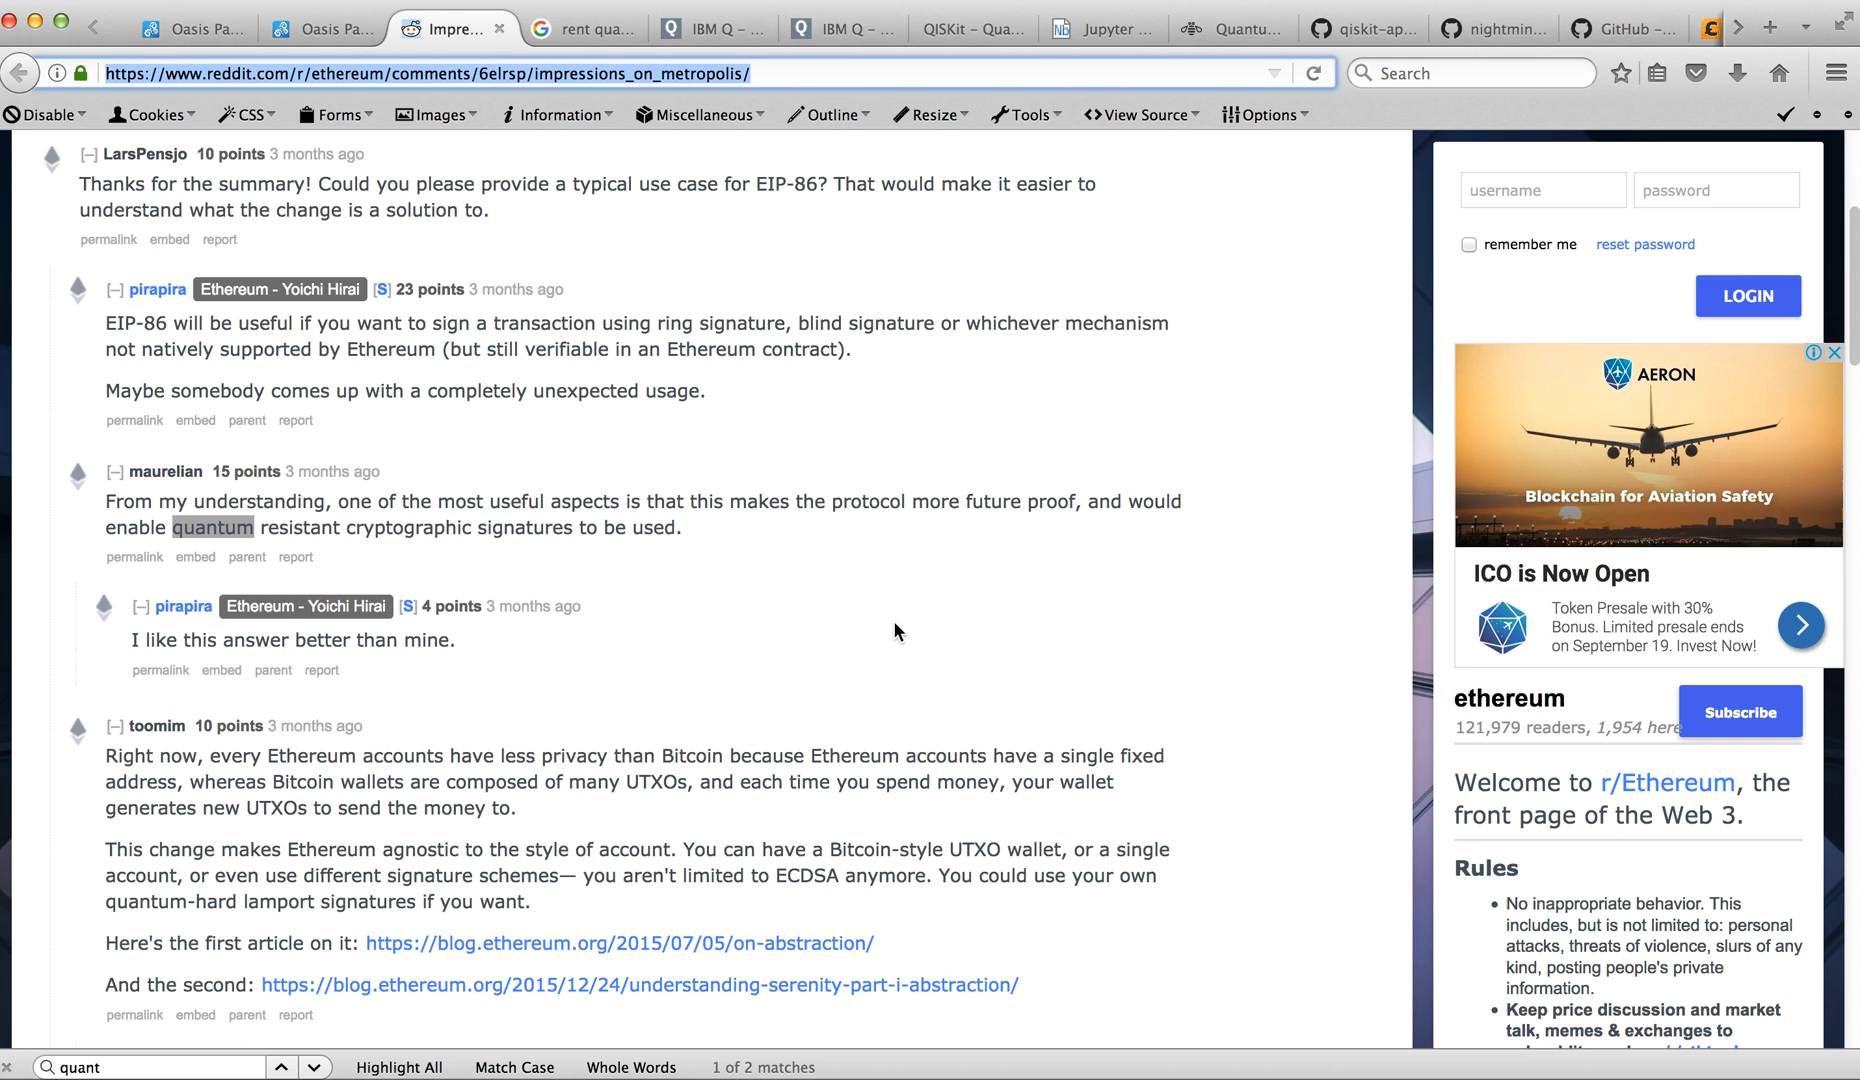 Oasis Pa...
Oasis Pa...
Impre...
rent qua...
IBM Q - ...
IBM Q - ...
QISKit - Qua...
Jupyter ...
Quantu...
qiskit-ap...
nightmin...
GitHub -...
https://www.reddit.com/r/ethereum/comments/6elrsp/impressions_on_metropolis/
Search
Disable
Cookies
CSS
Forms
Images
Information
Miscellaneous
Outline
Resize
Tools
View Source
Options
[–] LarsPensjo 10 points 3 months ago
Thanks for the summary! Could you please provide a typical use case for EIP-86? That would make it easier to
understand what the change is a solution to.
permalink embed report
[–] pirapira Ethereum - Yoichi Hirai [S] 23 points 3 months ago
EIP-86 will be useful if you want to sign a transaction using ring signature, blind signature or whichever mechanism
not natively supported by Ethereum (but still verifiable in an Ethereum contract).
Maybe somebody comes up with a completely unexpected usage.
permalink embed parent report
[–] maurelian 15 points 3 months ago
From my understanding, one of the most useful aspects is that this makes the protocol more future proof, and would
enable quantum resistant cryptographic signatures to be used.
permalink embed parent report
[–] pirapira Ethereum - Yoichi Hirai [S] 4 points 3 months ago
I like this answer better than mine.
permalink embed parent report
[–] toomim 10 points 3 months ago
Right now, every Ethereum accounts have less privacy than Bitcoin because Ethereum accounts have a single fixed
address, whereas Bitcoin wallets are composed of many UTXOs, and each time you spend money, your wallet
generates new UTXOs to send the money to.
This change makes Ethereum agnostic to the style of account. You can have a Bitcoin-style UTXO wallet, or a single
account, or even use different signature schemes— you aren't limited to ECDSA anymore. You could use your own
quantum-hard lamport signatures if you want.
Here's the first article on it: https://blog.ethereum.org/2015/07/05/on-abstraction/
And the second: https://blog.ethereum.org/2015/12/24/understanding-serenity-part-i-abstraction/
permalink embed parent report
username
password
remember me
reset password
LOGIN
AERON
Blockchain for Aviation Safety
ICO is Now Open
Token Presale with 30%
Bonus. Limited presale ends
on September 19. Invest Now!
ethereum
Subscribe
121,979 readers, 1,954 here
Welcome to r/Ethereum, the
front page of the Web 3.
Rules
• No inappropriate behavior. This
includes, but is not limited to: personal
attacks, threats of violence, slurs of any
kind, posting people's private
information.
• Keep price discussion and market
talk, memes & exchanges to
quant
Highlight All
Match Case
Whole Words
1 of 2 matches